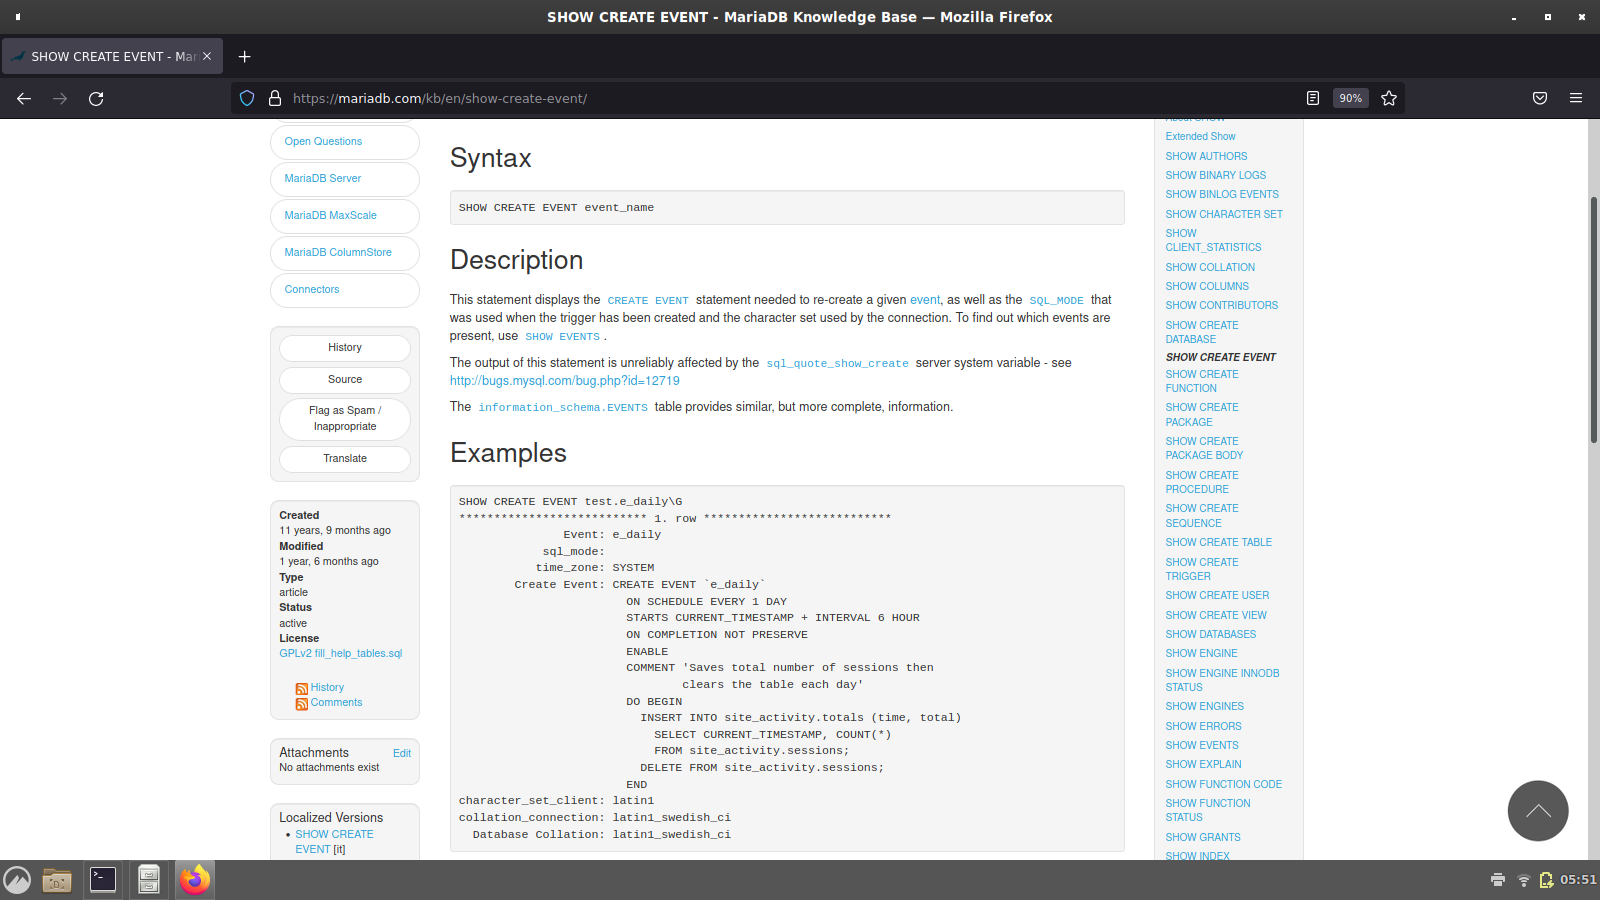 SHOW CREATE EVENT - MariaDB Knowledge Base — Mozilla Firefox
SHOW CREATE EVENT - Mar
https://mariadb.com/kb/en/show-create-event/
90%
Open Questions
MariaDB Server
MariaDB MaxScale
MariaDB ColumnStore
Connectors
History
Source
Flag as Spam /
Inappropriate
Translate
Created
11 years, 9 months ago
Modified
1 year, 6 months ago
Type
article
Status
active
License
GPLv2 fill_help_tables.sql
History
Comments
Attachments Edit
No attachments exist
Localized Versions
• SHOW CREATE
EVENT [it]
Syntax
SHOW CREATE EVENT event_name
Description
This statement displays the CREATE EVENT statement needed to re-create a given event, as well as the SQL_MODE that
was used when the trigger has been created and the character set used by the connection. To find out which events are
present, use SHOW EVENTS.
The output of this statement is unreliably affected by the sql_quote_show_create server system variable - see
http://bugs.mysql.com/bug.php?id=12719
The information_schema.EVENTS table provides similar, but more complete, information.
Examples
SHOW CREATE EVENT test.e_daily\G
*************************** 1. row ***************************
Event: e_daily
sql_mode:
time_zone: SYSTEM
Create Event: CREATE EVENT `e_daily`
ON SCHEDULE EVERY 1 DAY
STARTS CURRENT_TIMESTAMP + INTERVAL 6 HOUR
ON COMPLETION NOT PRESERVE
ENABLE
COMMENT 'Saves total number of sessions then
clears the table each day'
DO BEGIN
INSERT INTO site_activity.totals (time, total)
SELECT CURRENT_TIMESTAMP, COUNT(*)
FROM site_activity.sessions;
DELETE FROM site_activity.sessions;
END
character_set_client: latin1
collation_connection: latin1_swedish_ci
Database Collation: latin1_swedish_ci
About SHOW
Extended Show
SHOW AUTHORS
SHOW BINARY LOGS
SHOW BINLOG EVENTS
SHOW CHARACTER SET
SHOW
CLIENT_STATISTICS
SHOW COLLATION
SHOW COLUMNS
SHOW CONTRIBUTORS
SHOW CREATE
DATABASE
SHOW CREATE EVENT
SHOW CREATE
FUNCTION
SHOW CREATE
PACKAGE
SHOW CREATE
PACKAGE BODY
SHOW CREATE
PROCEDURE
SHOW CREATE
SEQUENCE
SHOW CREATE TABLE
SHOW CREATE
TRIGGER
SHOW CREATE USER
SHOW CREATE VIEW
SHOW DATABASES
SHOW ENGINE
SHOW ENGINE INNODB
STATUS
SHOW ENGINES
SHOW ERRORS
SHOW EVENTS
SHOW EXPLAIN
SHOW FUNCTION CODE
SHOW FUNCTION
STATUS
SHOW GRANTS
SHOW INDEX
05:51